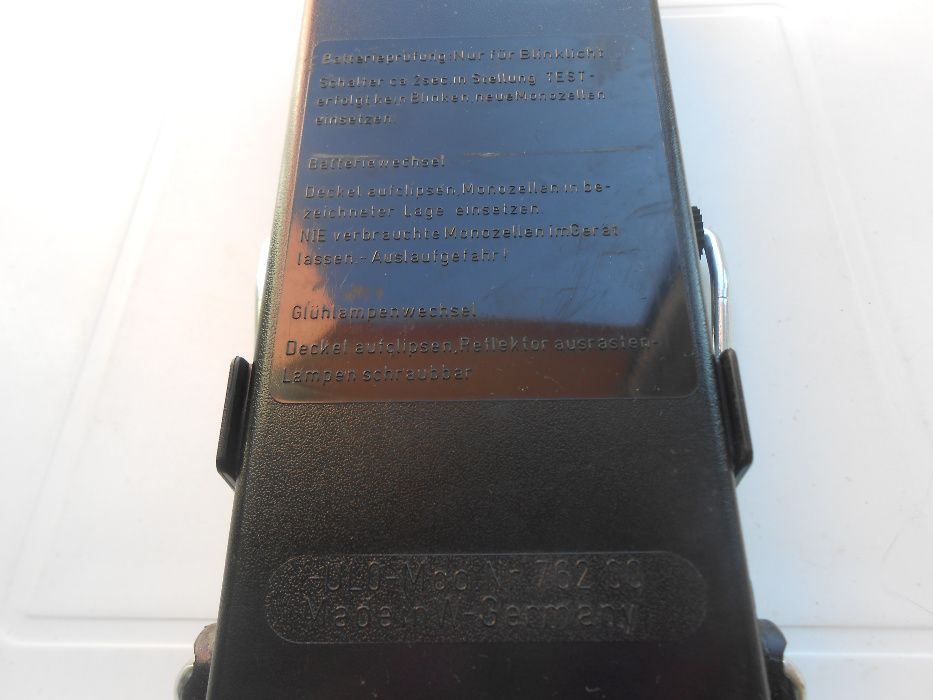 Batterieprüfung:Nur für Blinklicht
Schalter ca 2sec.in Stellung TEST-
erfolgt kein Blinken, neue Monozellen
einsetzen.
Batteriewechsel
Deckel aufclipsen,Monozellen in be-
zeichneter Lage einsetzen
NIE verbrauchte Monozellen im Gerät
lassen.- Auslaufgefahr!
Glühlampenwechsel
Deckel aufclipsen,Reflektor ausrasten-
Lampen schraubbar
-ULO-Mod Nr. 762 00
Made in W-Germany